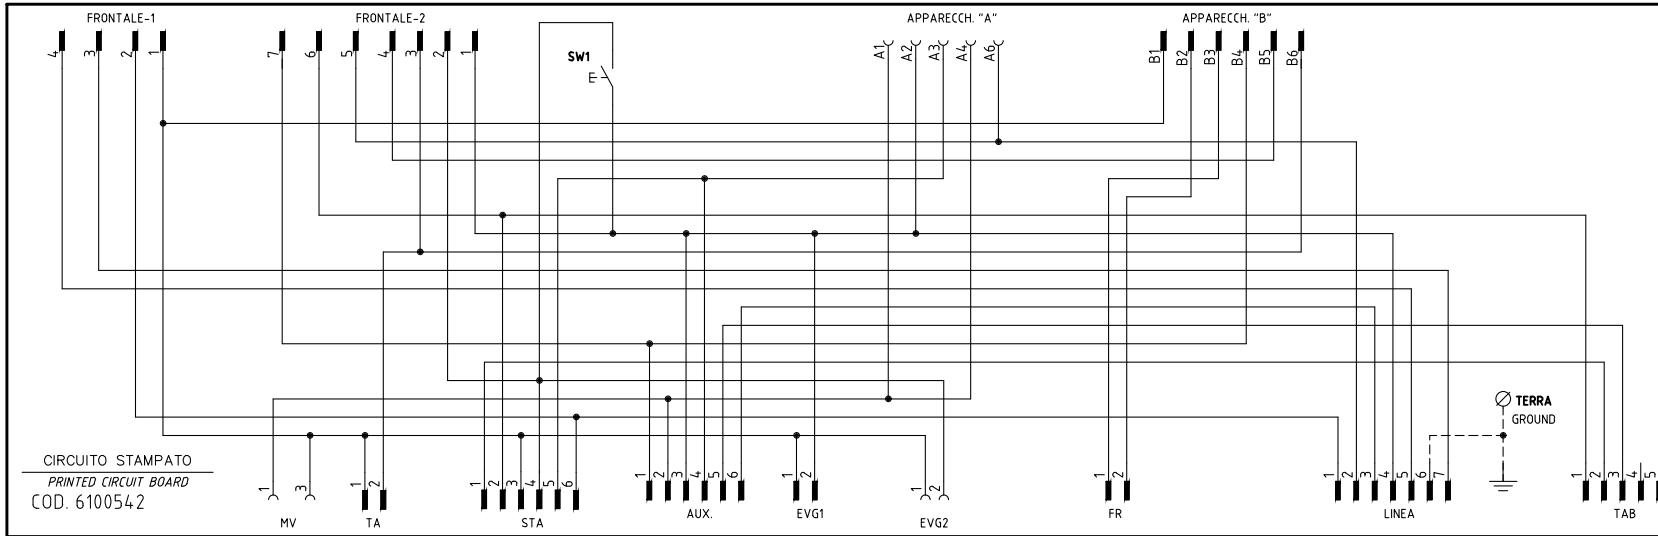 FRONTALE-1 FRONTALE-2 APPARECCH. "A" APPARECCH. "B"
4 3 2 1 7 6 5 4 3 2 1 A1 A2 A3 A4 A6 B1 B2 B3 B4 B5 B6
SW1
E
TERRA
GROUND
CIRCUITO STAMPATO
PRINTED CIRCUIT BOARD
COD. 6100542
1 3 1 2 1 2 3 4 5 6 1 2 3 4 5 6 1 2 1 2 1 2 1 2 3 4 5 6 7 1 2 3 4 5
MV TA STA AUX. EVG1 EVG2 FR LINEA TAB